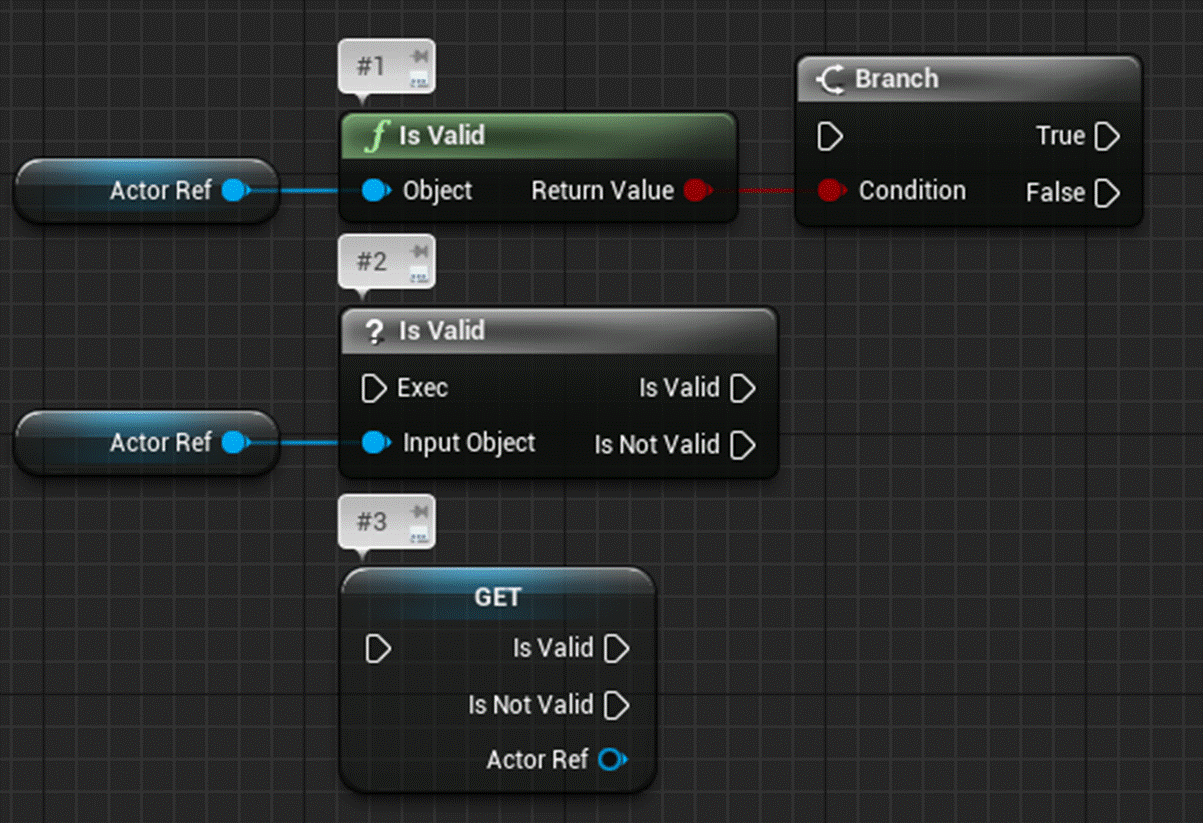 #1
Is Valid
Branch
True
Actor Ref
Object
Return Value
Condition
False
#2
Is Valid
Exec
Is Valid
Actor Ref
Input Object
Is Not Valid
#3
GET
Is Valid
Is Not Valid
Actor Ref